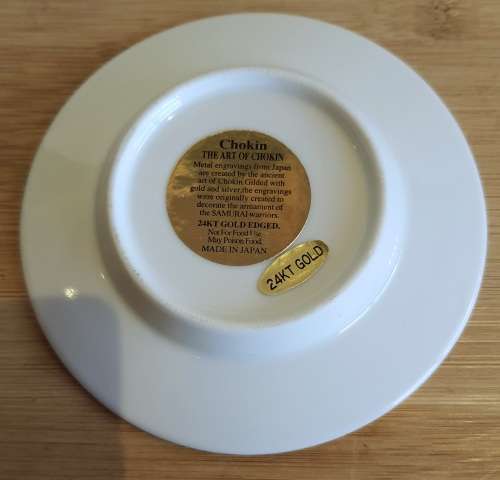 Chokin
THE ART OF CHOKIN
Metal engravings from Japan
are created by the ancient
art of Chokin.Gilded with
gold and silver,the engravings
were originally created to
decorate the armament of
the SAMURAI warriors.
24KT GOLD EDGED.
Not For Food Use
May Poison Food.
MADE IN JAPAN
24KT GOLD